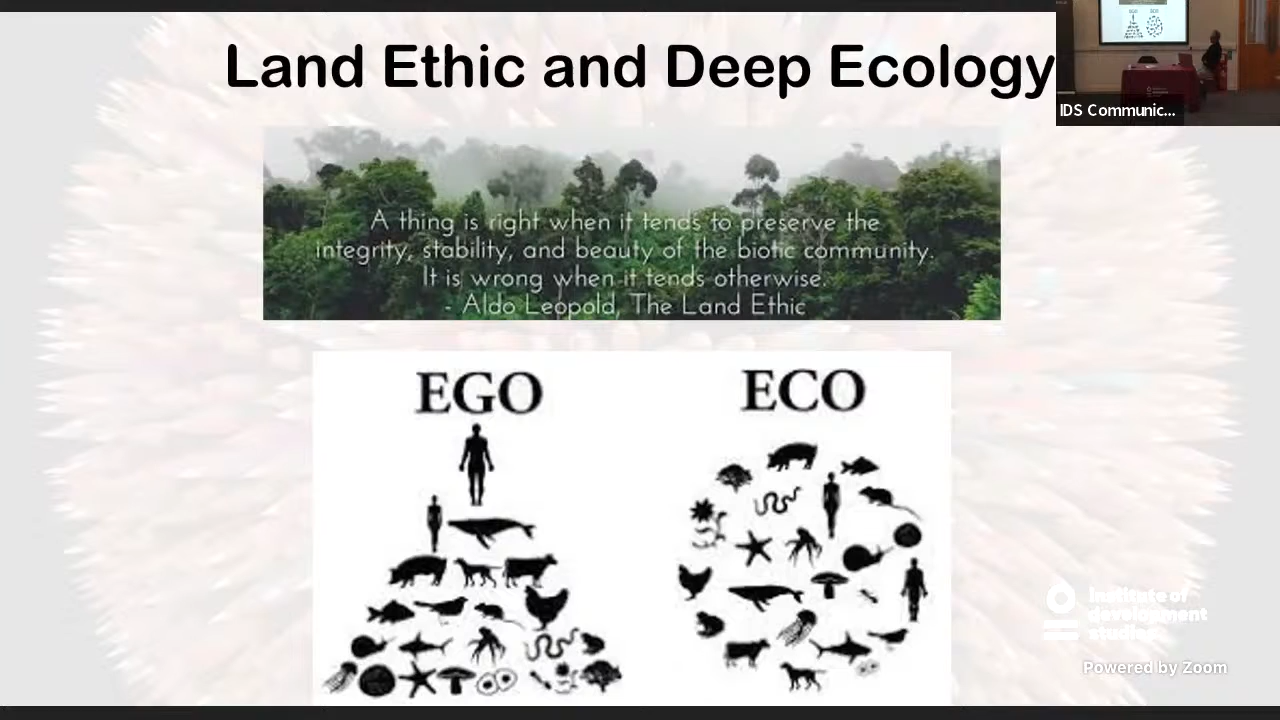 Land Ethic and Deep Ecology
IDS Communic...
A thing is right when it tends to preserve the
integrity, stability, and beauty of the biotic community.
It is wrong when it tends otherwise.
- Aldo Leopold, The Land Ethic
EGO
ECO
Institute of
development
studies
Powered by Zoom